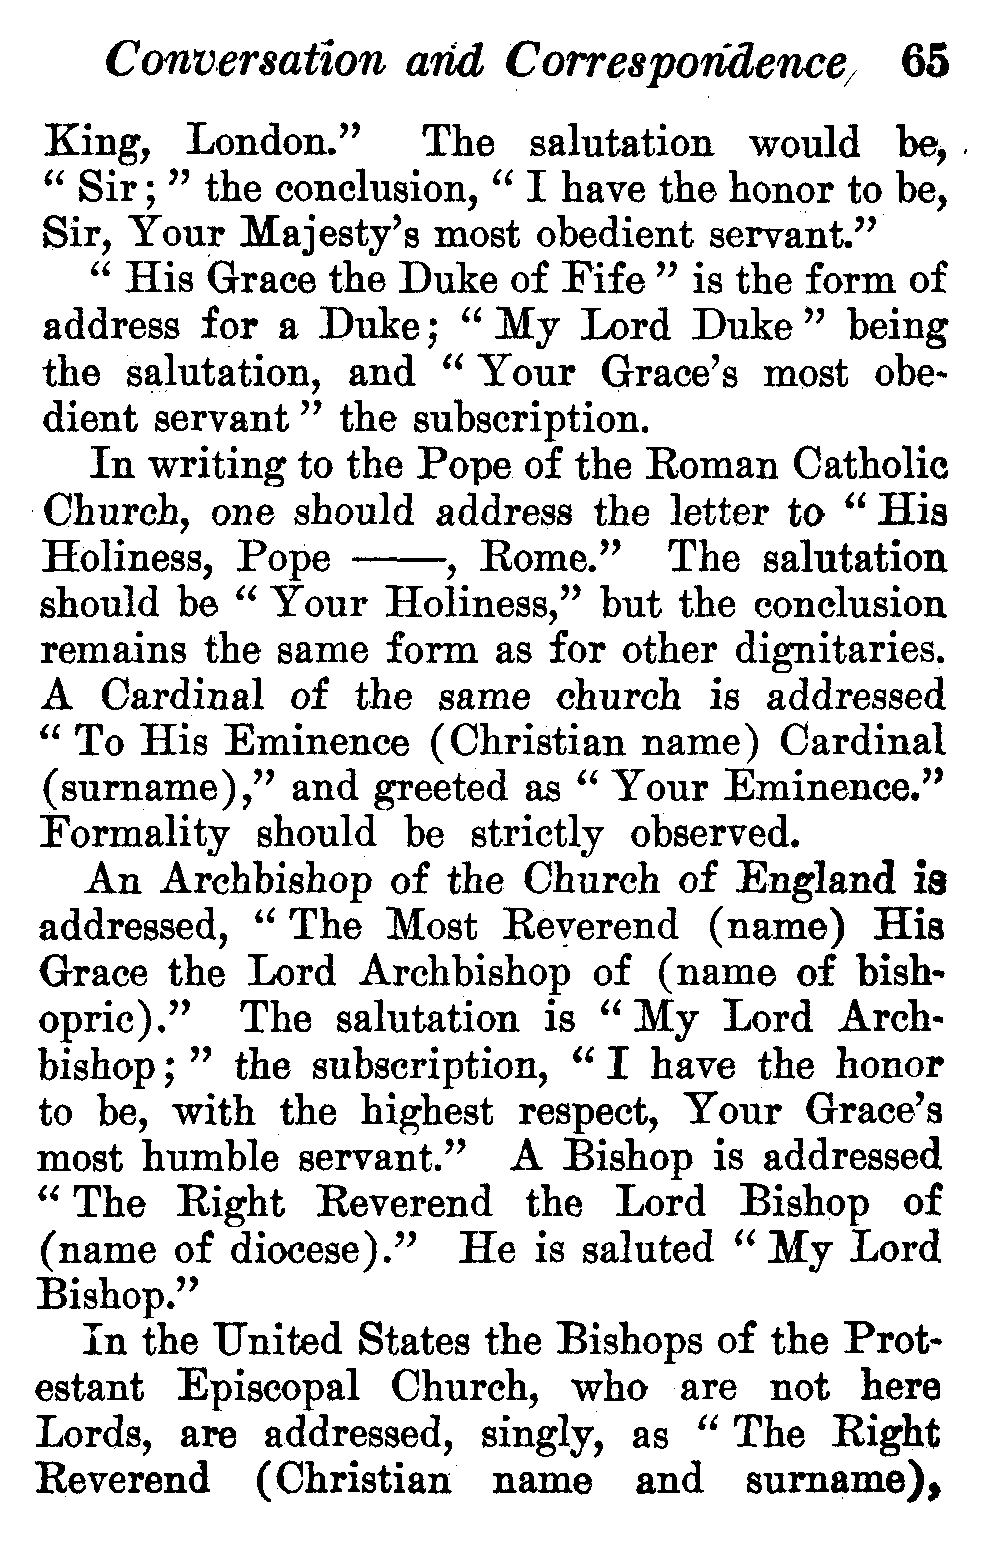 Conversation and Correspondence 65
King, London.” The salutation would be,
“ Sir; ” the conclusion, “ I have the honor to be,
Sir, Your Majesty’s most obedient servant.”
“ His Grace the Duke of Fife ” is the form of
address for a Duke; “ My Lord Duke ” being
the salutation, and “ Your Grace’s most obe-
dient servant ” the subscription.
In writing to the Pope of the Roman Catholic
Church, one should address the letter to “ His
Holiness, Pope ——, Rome.” The salutation
should be “ Your Holiness,” but the conclusion
remains the same form as for other dignitaries.
A Cardinal of the same church is addressed
“ To His Eminence (Christian name) Cardinal
(surname),” and greeted as “ Your Eminence.”
Formality should be strictly observed.
An Archbishop of the Church of England is
addressed, “ The Most Reverend (name) His
Grace the Lord Archbishop of (name of bish-
opric).” The salutation is “ My Lord Arch-
bishop; ” the subscription, “ I have the honor
to be, with the highest respect, Your Grace’s
most humble servant.” A Bishop is addressed
“ The Right Reverend the Lord Bishop of
(name of diocese).” He is saluted “ My Lord
Bishop.”
In the United States the Bishops of the Prot-
estant Episcopal Church, who are not here
Lords, are addressed, singly, as “ The Right
Reverend (Christian name and surname),